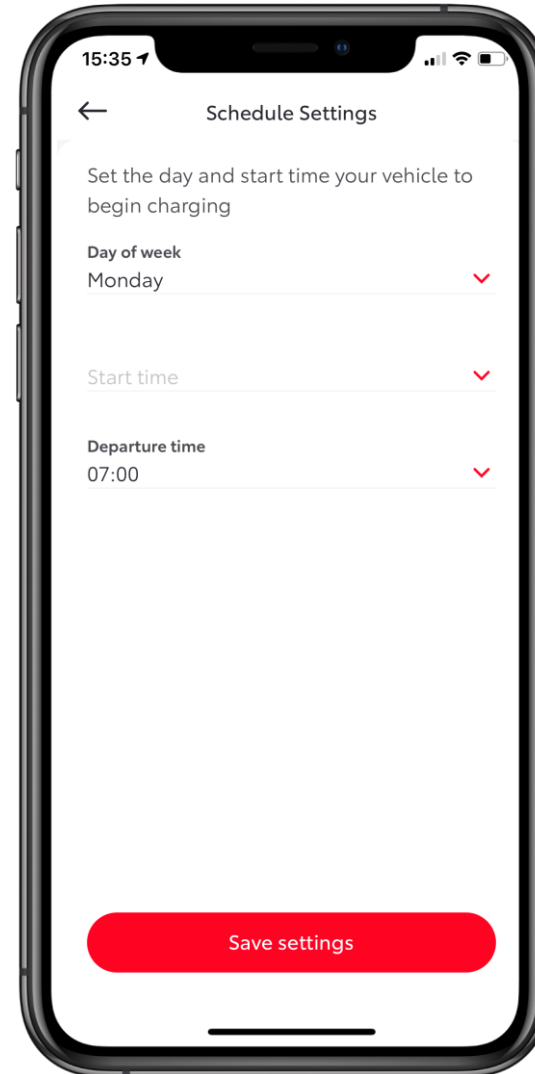 15:35
Schedule Settings
Set the day and start time your vehicle to
begin charging
Day of week
Monday
Start time
Departure time
07:00
Save settings